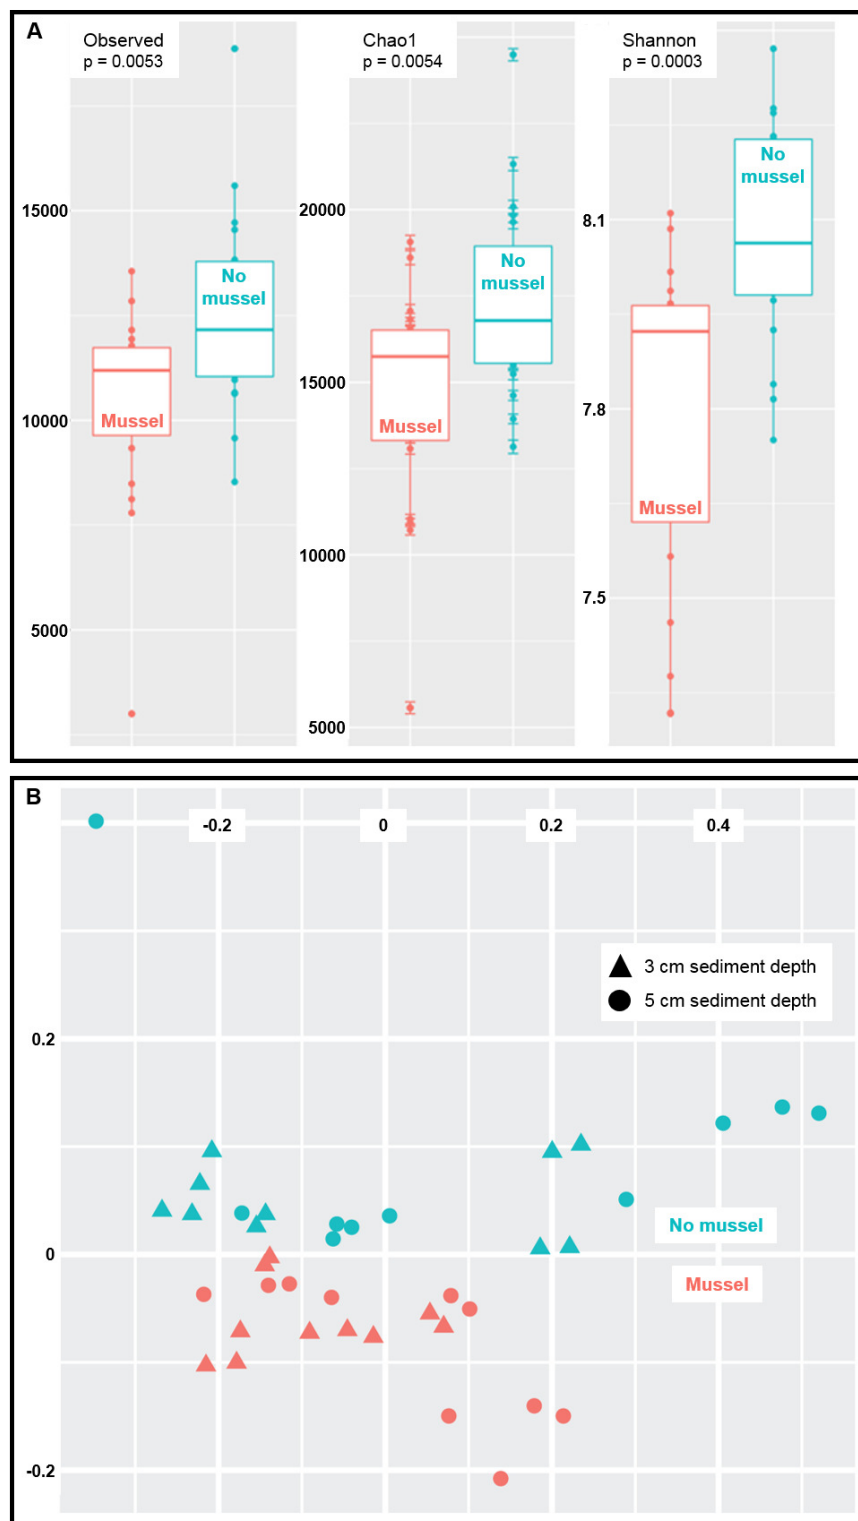 A
Observed
p = 0.0053
Chao1
p = 0.0054
Shannon
p = 0.0003
15000
10000
5000
No
mussel
Mussel
20000
15000
10000
5000
No
mussel
Mussel
8.1
7.8
7.5
No
mussel
Mussel
B
-0.2
0
0.2
0.4
3 cm sediment depth
5 cm sediment depth
0.2
0
-0.2
No mussel
Mussel